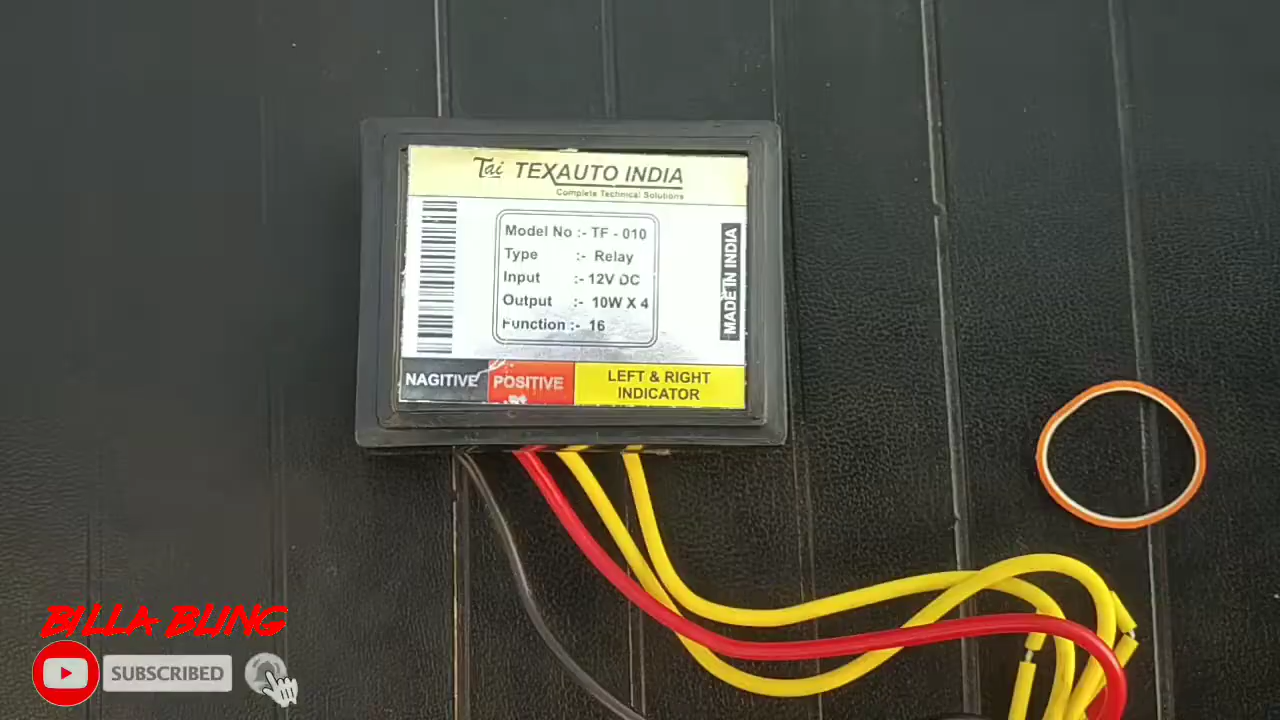 Tai TEXAUTO INDIA
Complete Technical Solutions
Model No :- TF - 010
Type :- Relay
Input :- 12V DC
Output :- 10W X 4
Function :- 16
MADE IN INDIA
NAGITIVE
POSITIVE
LEFT & RIGHT
INDICATOR
BILLA BLING
SUBSCRIBED